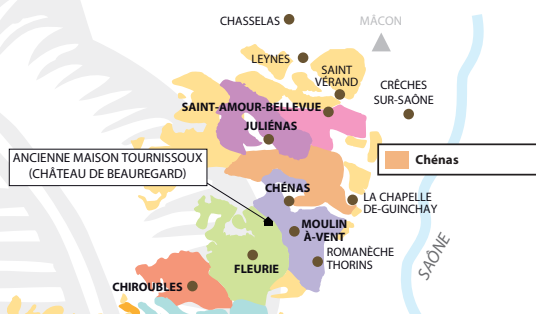 CHASSELAS
MÂCON
LEYNES
SAINT
VÉRAND
CRÊCHES
SUR-SAÔNE
SAINT-AMOUR-BELLEVUE
JULIÉNAS
ANCIENNE MAISON TOURNISSOUX
(CHÂTEAU DE BEAUREGARD)
Chénas
CHÉNAS
LA CHAPELLE
DE-GUINCHAY
MOULIN
À-VENT
ROMANÈCHE
THORINS
FLEURIE
CHIROUBLES
SAÔNE